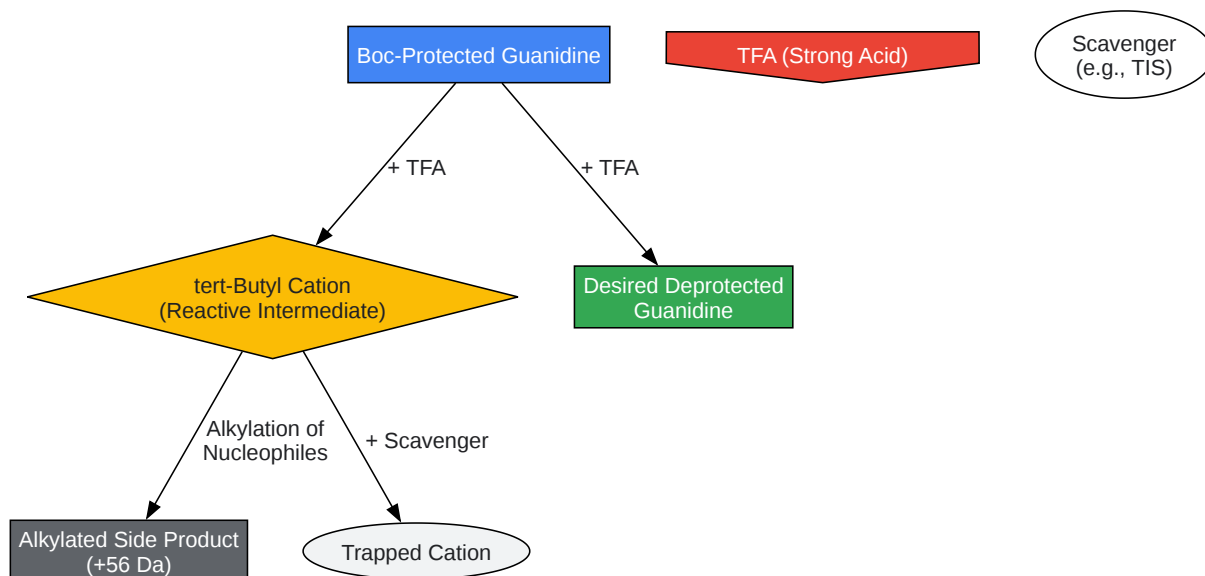 Boc-Protected Guanidine
TFA (Strong Acid)
Scavenger
(e.g., TIS)
+ TFA
+ TFA
tert-Butyl Cation
(Reactive Intermediate)
Desired Deprotected
Guanidine
Alkylation of
Nucleophiles
+ Scavenger
Alkylated Side Product
(+56 Da)
Trapped Cation